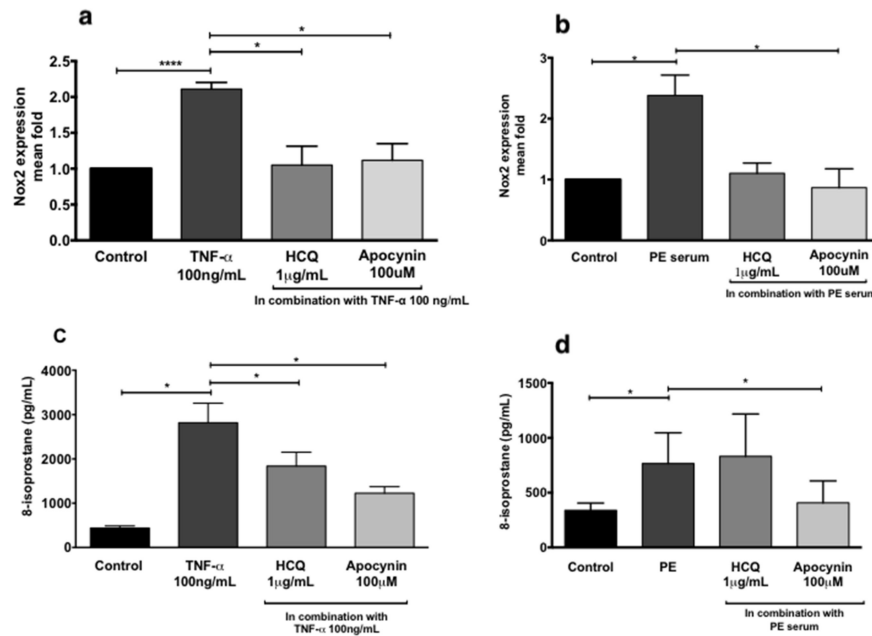 a
Nox2 expression
mean fold
2.5
2.0
1.5
1.0
0.5
0.0
****
*
*
Control
TNF-α
100ng/mL
HCQ
1µg/mL
Apocynin
100uM
In combination with TNF-α 100 ng/mL
b
Nox2 expression
mean fold
3
2
1
0
*
*
Control
PE serum
HCQ
1µg/mL
Apocynin
100uM
In combination with PE serum
c
8-isoprostane (pg/mL)
4000
3000
2000
1000
0
*
*
*
Control
TNF-α
100ng/mL
HCQ
1µg/mL
Apocynin
100µM
In combination with
TNF-α 100ng/mL
d
8-isoprostane (pg/mL)
1500
1000
500
0
*
*
Control
PE
HCQ
1µg/mL
Apocynin
100µM
In combination with
PE serum